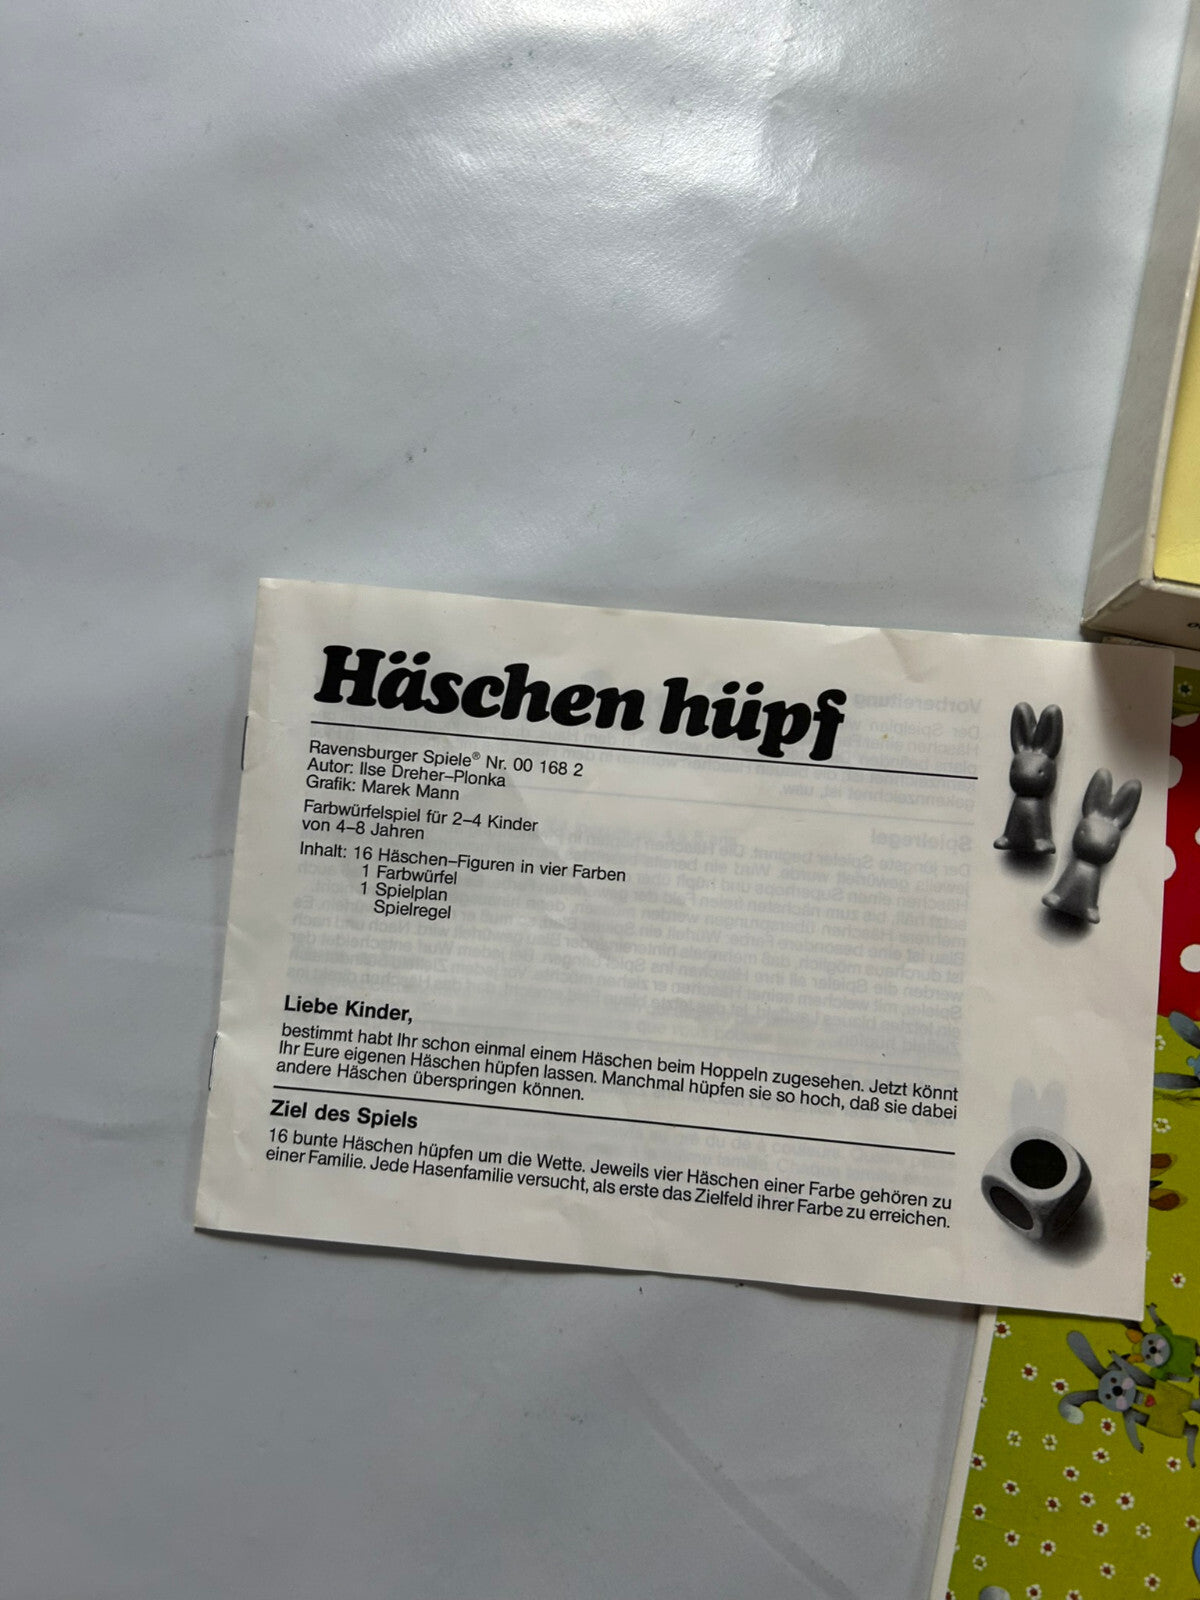 Häschen hüpf
Ravensburger Spiele® Nr. 00 168 2
Autor: Ilse Dreher–Plonka
Grafik: Marek Mann
Farbwürfelspiel für 2–4 Kinder
von 4–8 Jahren
Inhalt: 16 Häschen–Figuren in vier Farben
1 Farbwürfel
1 Spielplan
Spielregel
Liebe Kinder,
bestimmt habt Ihr schon einmal einem Häschen beim Hoppeln zugesehen. Jetzt könnt
Ihr Eure eigenen Häschen hüpfen lassen. Manchmal hüpfen sie so hoch, daß sie dabei
andere Häschen überspringen können.
Ziel des Spiels
16 bunte Häschen hüpfen um die Wette. Jeweils vier Häschen einer Farbe gehören zu
einer Familie. Jede Hasenfamilie versucht, als erste das Zielfeld ihrer Farbe zu erreichen.